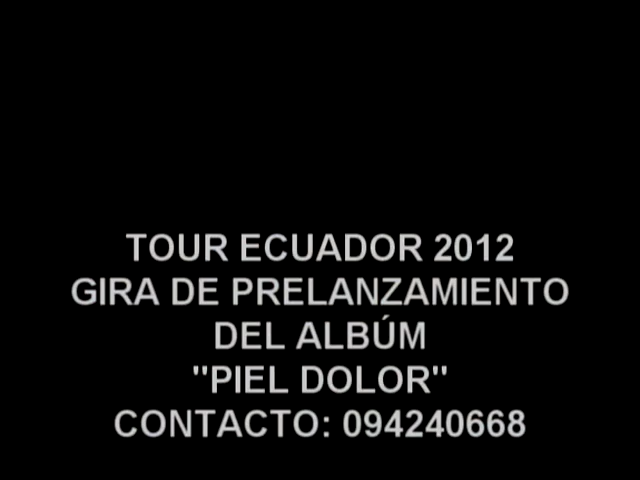 TOUR ECUADOR 2012
GIRA DE PRELANZAMIENTO
DEL ALBÚM
"PIEL DOLOR"
CONTACTO: 094240668